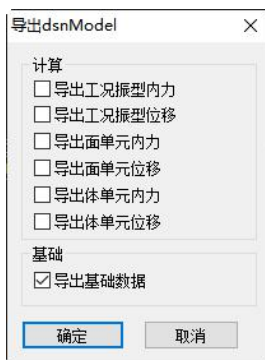 导出dsnModel
计算
导出工况振型内力
导出工况振型位移
导出面单元内力
导出面单元位移
导出体单元内力
导出体单元位移
基础
导出基础数据
确定
取消